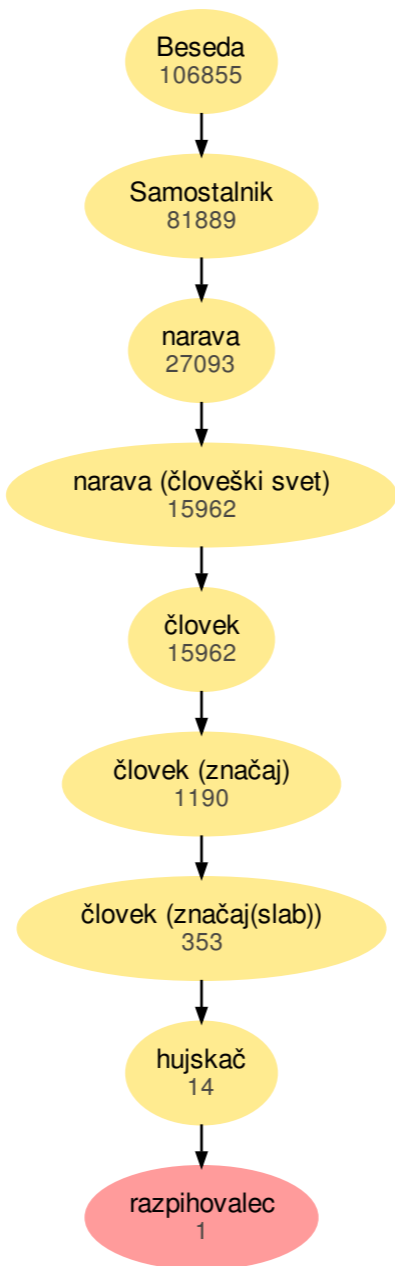 Beseda
106855
Samostalnik
81889
narava
27093
narava (človeški svet)
15962
človek
15962
človek (značaj)
1190
človek (značaj(slab))
353
hujskač
14
razpihovalec
1